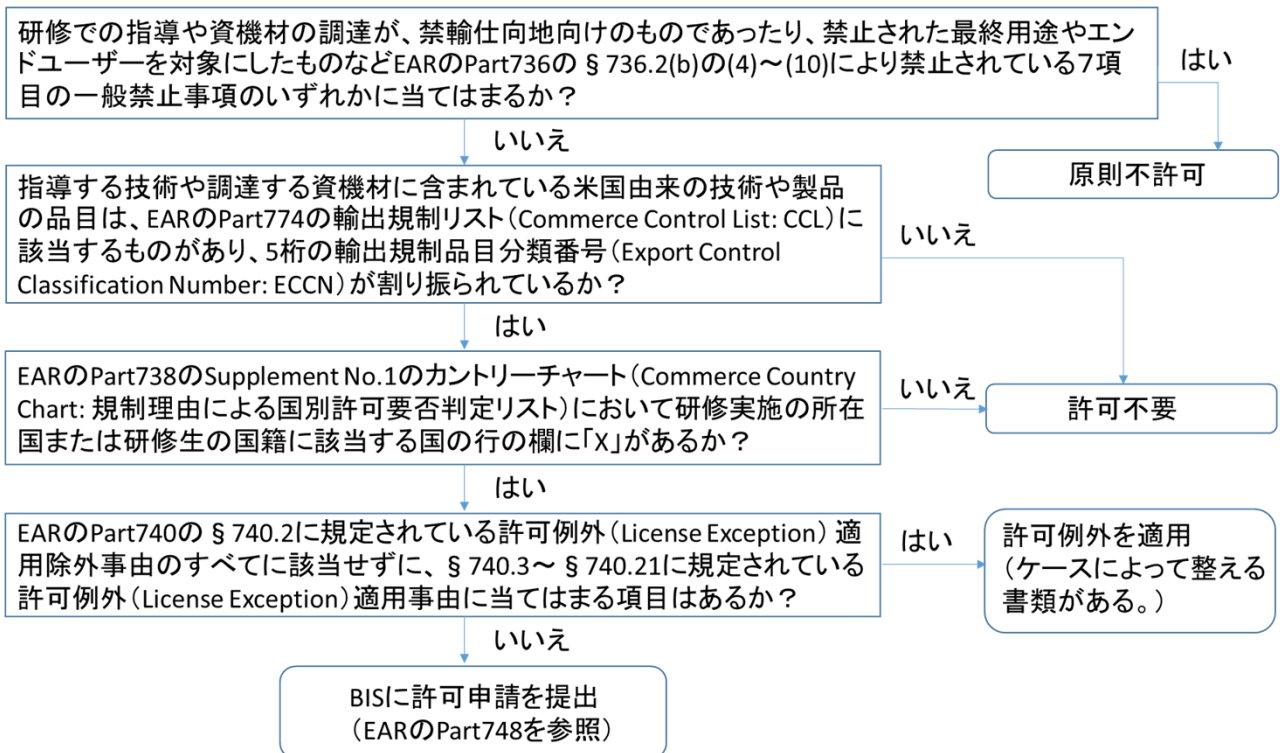 研修での指導や資機材の調達が、禁輸仕向地向けのものであったり、禁止された最終用途やエン
ドユーザーを対象にしたものなどEARのPart736の§736.2(b)の(4)～(10)により禁止されている7項
目の一般禁止事項のいずれかに当てはまるか？
はい
いいえ
原則不許可
指導する技術や調達する資機材に含まれている米国由来の技術や製品
の品目は、EARのPart774の輸出規制リスト（Commerce Control List: CCL）に
該当するものがあり、5桁の輸出規制品目分類番号（Export Control
Classification Number: ECCN）が割り振られているか？
いいえ
はい
EARのPart738のSupplement No.1のカントリーチャート（Commerce Country
Chart: 規制理由による国別許可要否判定リスト）において研修実施の所在
国または研修生の国籍に該当する国の行の欄に「X」があるか？
いいえ
許可不要
はい
EARのPart740の§740.2に規定されている許可例外（License Exception）適
用除外事由のすべてに該当せずに、§740.3～§740.21に規定されている
許可例外（License Exception）適用事由に当てはまる項目はあるか？
はい
許可例外を適用
（ケースによって整える
書類がある。）
いいえ
BISに許可申請を提出
（EARのPart748を参照）